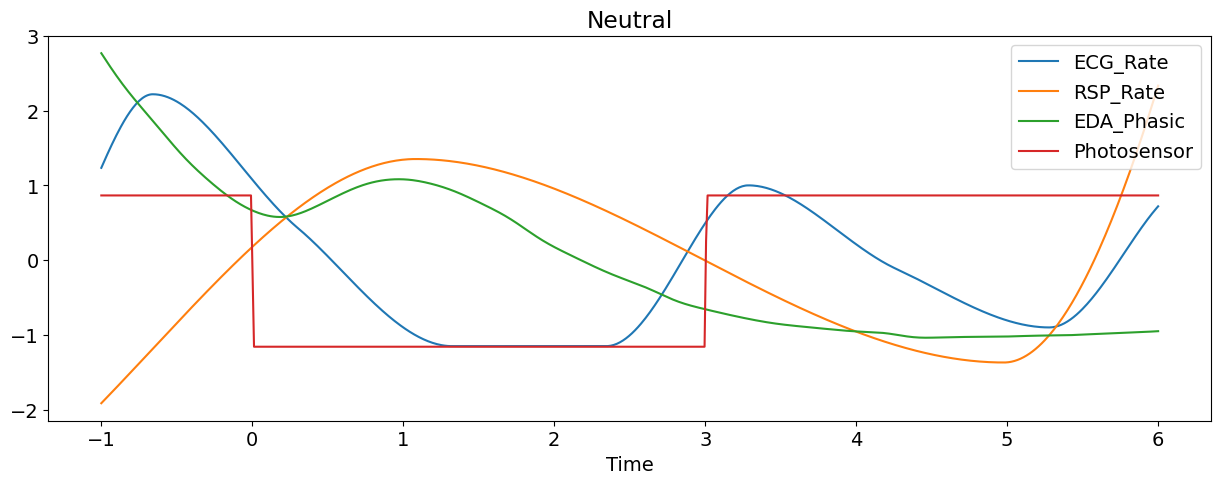 Neutral
3
2
1
0
−1
−2
ECG_Rate
RSP_Rate
EDA_Phasic
Photosensor
−1 0 1 2 3 4 5 6
Time